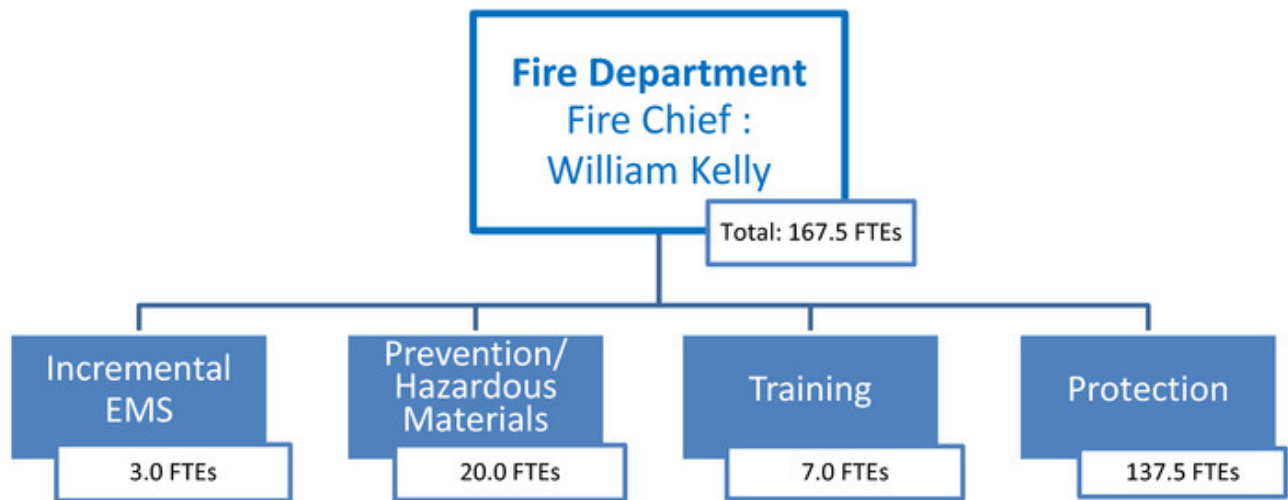 Fire Department
Fire Chief :
William Kelly
Total: 167.5 FTEs
Incremental
EMS
3.0 FTEs
Prevention/
Hazardous
Materials
20.0 FTEs
Training
7.0 FTEs
Protection
137.5 FTEs